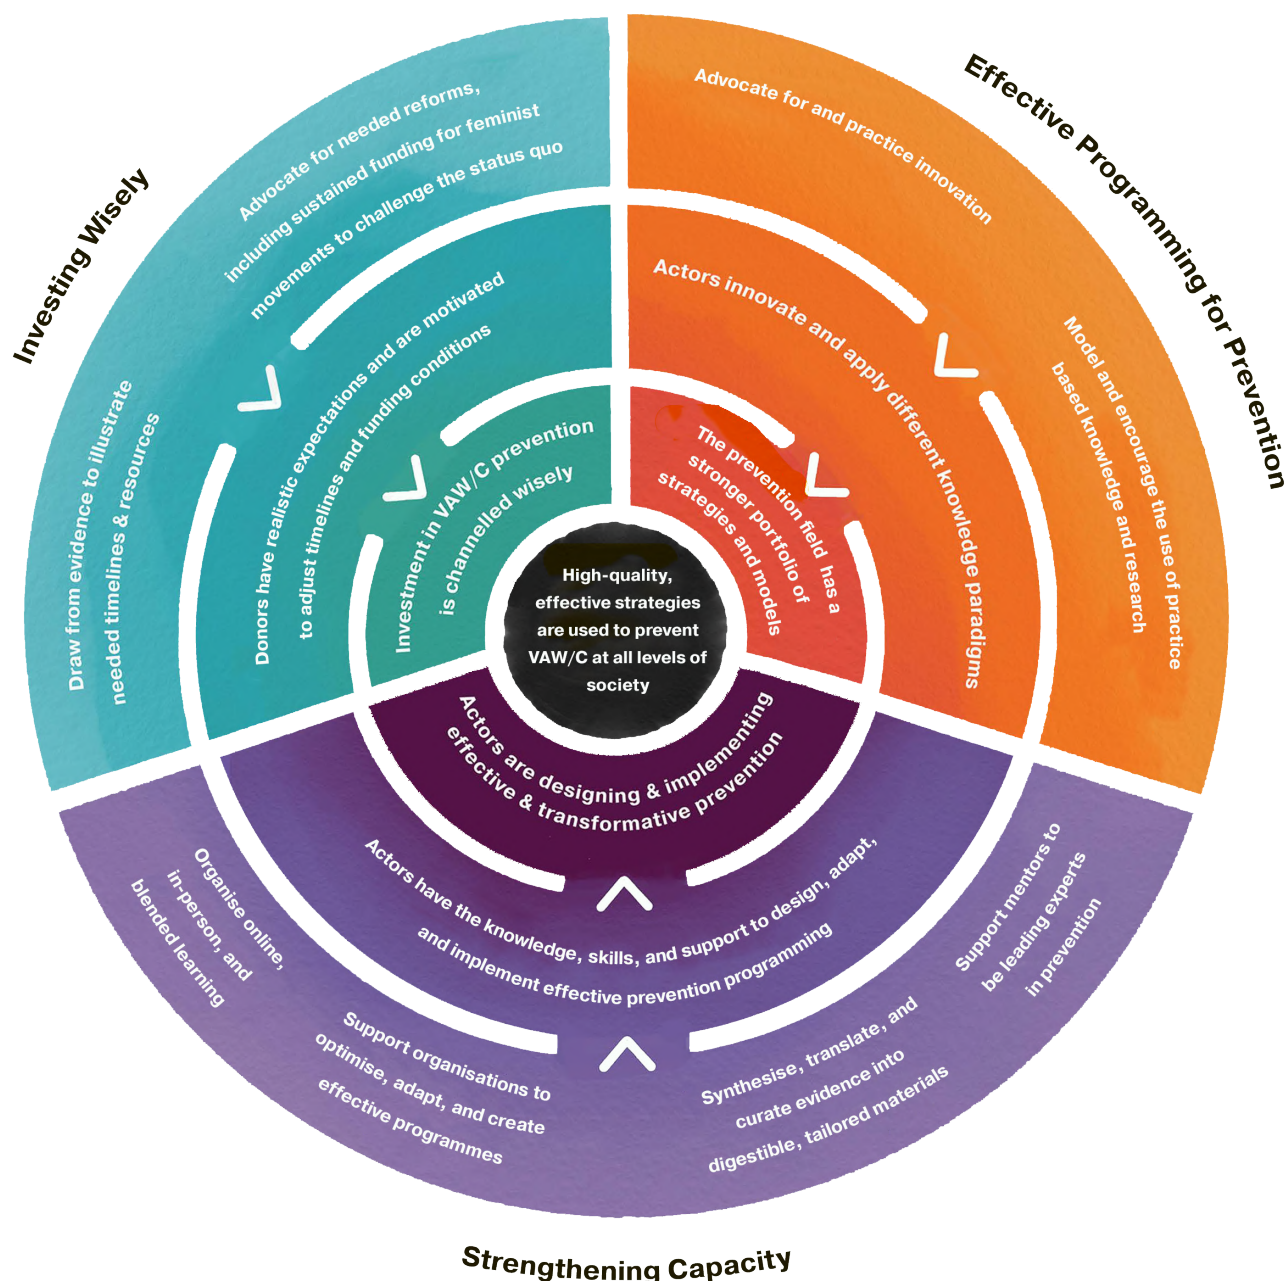 Investing Wisely
Advocate for needed reforms,
including sustained funding for feminist
movements to challenge the status quo
Draw from evidence to illustrate
needed timelines & resources
Donors have realistic expectations and are motivated
to adjust timelines and funding conditions
Investment in VAW/C prevention
is channelled wisely
Effective Programming for Prevention
Advocate for and practice innovation
Model and encourage the use of practice
based knowledge and research
Actors innovate and apply different knowledge paradigms
The prevention field has a
stronger portfolio of
strategies and models
High-quality,
effective strategies
are used to prevent
VAW/C at all levels of
society
Actors are designing & implementing
effective & transformative prevention
Actors have the knowledge, skills, and support to design, adapt,
and implement effective prevention programming
Organise online,
in-person, and
blended learning
Support organisations to
optimise, adapt, and create
effective programmes
Synthesise, translate, and
curate evidence into
digestible, tailored materials
Support mentors to
be leading experts
in prevention
Strengthening Capacity